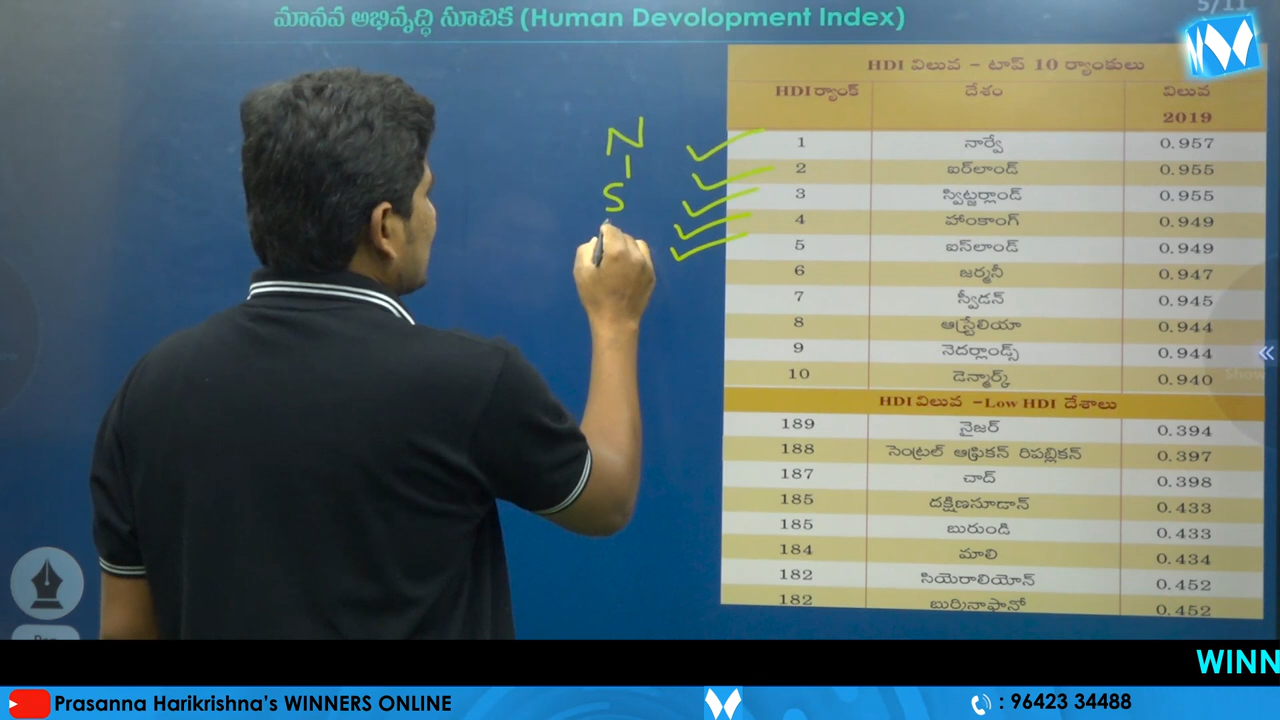 మానవ అభివృద్ధి సూచిక (Human Devolopment Index)
5/11
HDI విలువ - టాప్ 10 ర్యాంకులు
HDI ర్యాంక్ దేశం విలువ 2019
1 నార్వే 0.957
2 ఐర్‌లాండ్ 0.955
3 స్విట్జర్లాండ్ 0.955
4 హాంకాంగ్ 0.949
5 ఐస్‌లాండ్ 0.949
6 జర్మనీ 0.947
7 స్వీడన్ 0.945
8 ఆస్ట్రేలియా 0.944
9 నెదర్లాండ్స్ 0.944
10 డెన్మార్క్ 0.940
HDI విలువ -Low HDI దేశాలు
189 నైజర్ 0.394
188 సెంట్రల్ ఆఫ్రికన్ రిపబ్లికన్ 0.397
187 చాద్ 0.398
185 దక్షిణసూడాన్ 0.433
185 బురుండి 0.433
184 మాలి 0.434
182 సియెరాలియోన్ 0.452
182 బుర్కినాఫానో 0.452
N
I
S
Show
WINN
Prasanna Harikrishna's WINNERS ONLINE
: 96423 34488